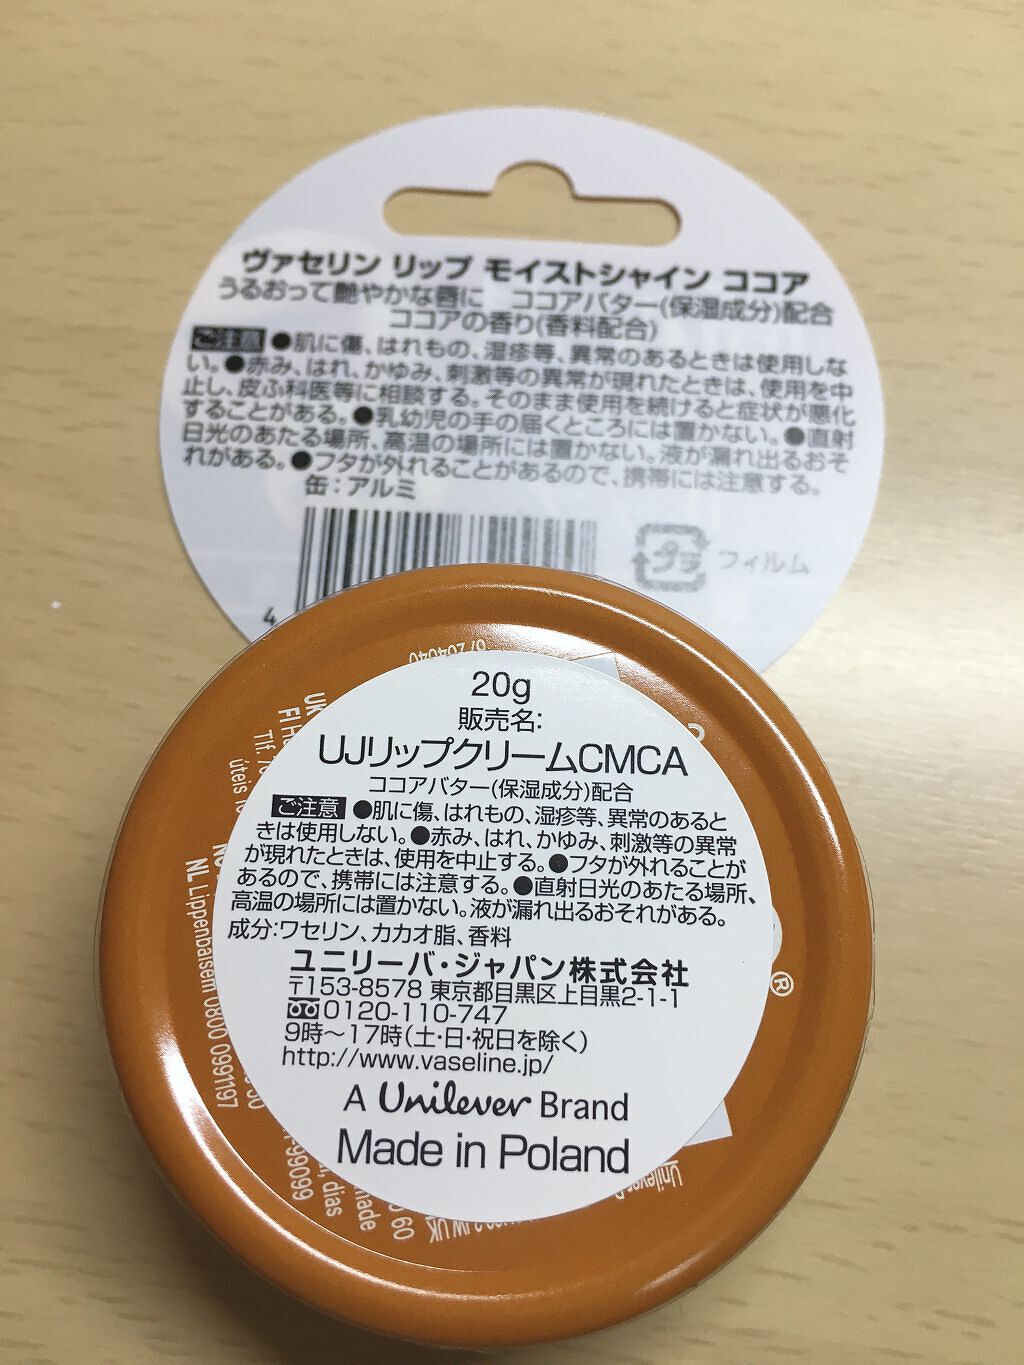 ヴァセリン リップ モイストシャイン ココア
うるおって艶やかな唇に ココアバター(保湿成分)配合
ココアの香り(香料配合)
ご注意 ●肌に傷、はれもの、湿疹等、異常のあるときは使用しな
い。●赤み、はれ、かゆみ、刺激等の異常が現れたときは、使用を中
止し、皮ふ科医等に相談する。そのまま使用を続けると症状が悪化
することがある。●乳幼児の手の届くところには置かない。●直射
日光のあたる場所、高温の場所には置かない。液が漏れ出るおそ
れがある。●フタが外れることがあるので、携帯には注意する。
缶：アルミ
プラ フィルム
4
20g
販売名:
UJリップクリームCMCA
ココアバター(保湿成分)配合
ご注意 ●肌に傷、はれもの、湿疹等、異常のあると
きは使用しない。●赤み、はれ、かゆみ、刺激等の異常
が現れたときは、使用を中止する。●フタが外れることが
あるので、携帯には注意する。●直射日光のあたる場所、
高温の場所には置かない。液が漏れ出るおそれがある。
成分:ワセリン、カカオ脂、香料
ユニリーバ・ジャパン株式会社
〒153-8578 東京都目黒区上目黒2-1-1
0120-110-747
9時～17時(土・日・祝日を除く)
http://www.vaseline.jp/
A Unilever Brand
Made in Poland
UK
Tlf.
úteis
NL Lippenbalsem 0800 0991197
-99099
dias
made
60
UK
®